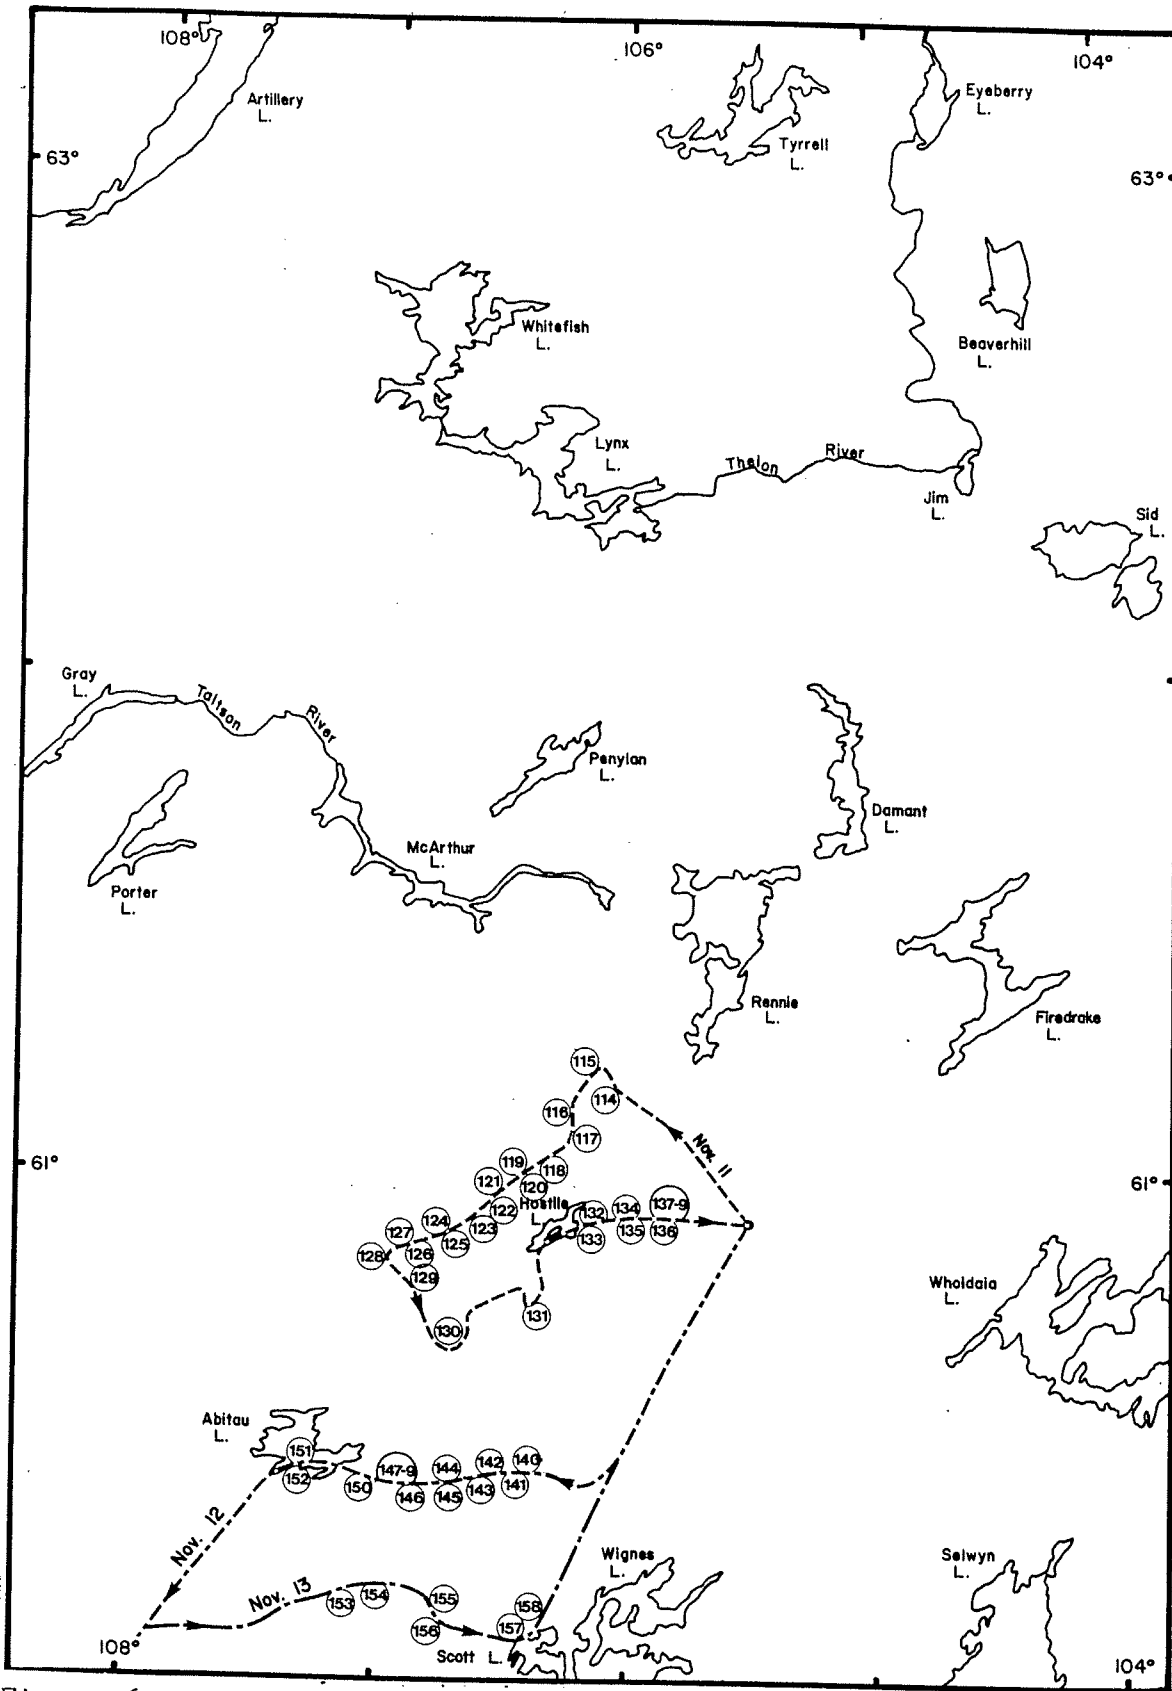 108°
106°
104°
Artillery
L.
Eyeberry
L.
Tyrrell
L.
63°
63°
Whitefish
L.
Beaverhill
L.
Lynx
L.
Thelon River
Jim
L.
Sid
L.
Gray
L.
Taltson River
Penylan
L.
Damant
L.
McArthur
L.
Porter
L.
Rennie
L.
Firedrake
L.
115
114
116
117
Nov. 11
61°
61°
119
118
121
120
122
Hostile
L.
132
134
137-9
124
123
127
125
133
135
136
128
126
129
131
130
Wholdaia
L.
Abitau
L.
151
152
150
147-9
144
142
140
146
145
143
141
Nov. 12
Nov. 13
153
154
155
156
158
157
Wignes
L.
Selwyn
L.
Scott L.
108°
104°